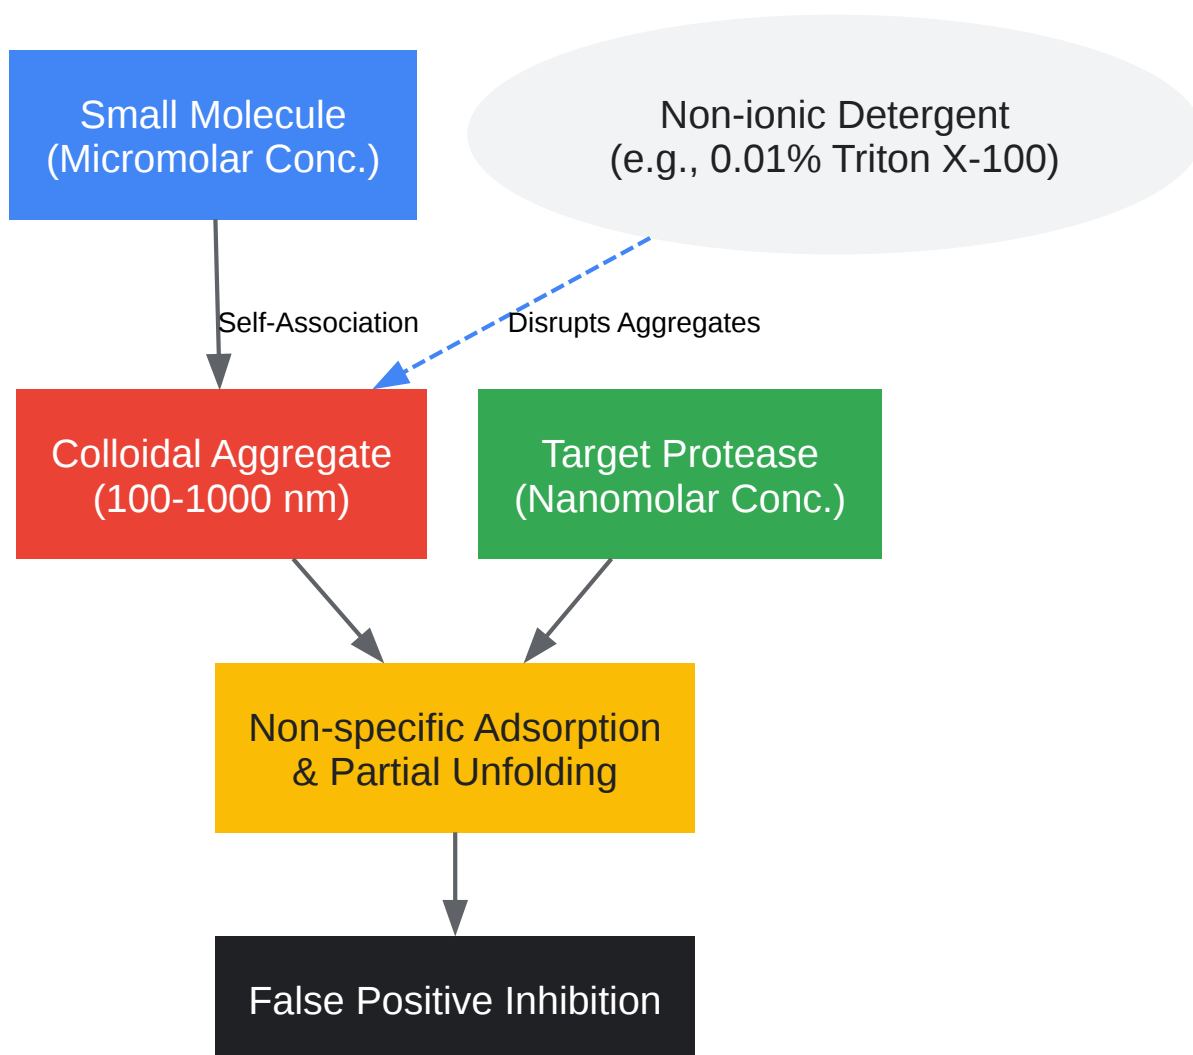 Small Molecule
(Micromolar Conc.)
Non-ionic Detergent
(e.g., 0.01% Triton X-100)
Self-Association
Disrupts Aggregates
Colloidal Aggregate
(100-1000 nm)
Target Protease
(Nanomolar Conc.)
Non-specific Adsorption
& Partial Unfolding
False Positive Inhibition